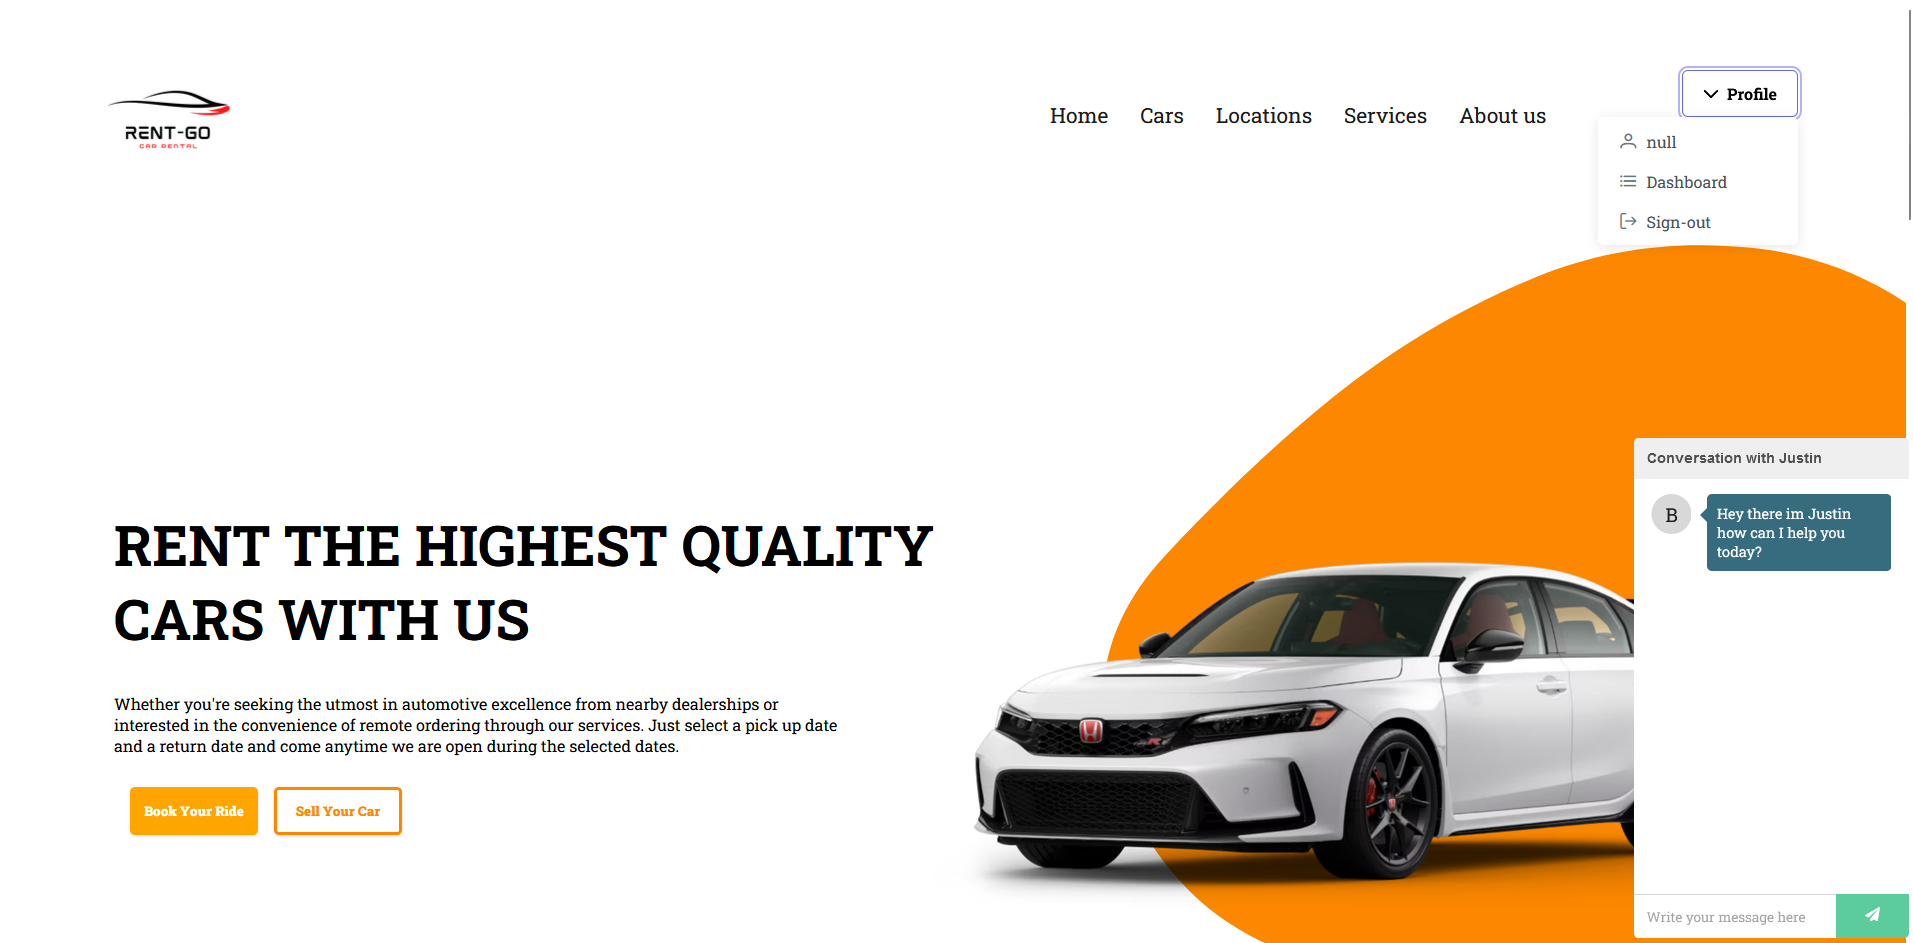 RENT-GO
CAR RENTAL
Home Cars Locations Services About us
Profile
null
Dashboard
Sign-out
RENT THE HIGHEST QUALITY
CARS WITH US
Whether you're seeking the utmost in automotive excellence from nearby dealerships or
interested in the convenience of remote ordering through our services. Just select a pick up date
and a return date and come anytime we are open during the selected dates.
Book Your Ride
Sell Your Car
Conversation with Justin
B
Hey there im Justin
how can I help you
today?
Write your message here